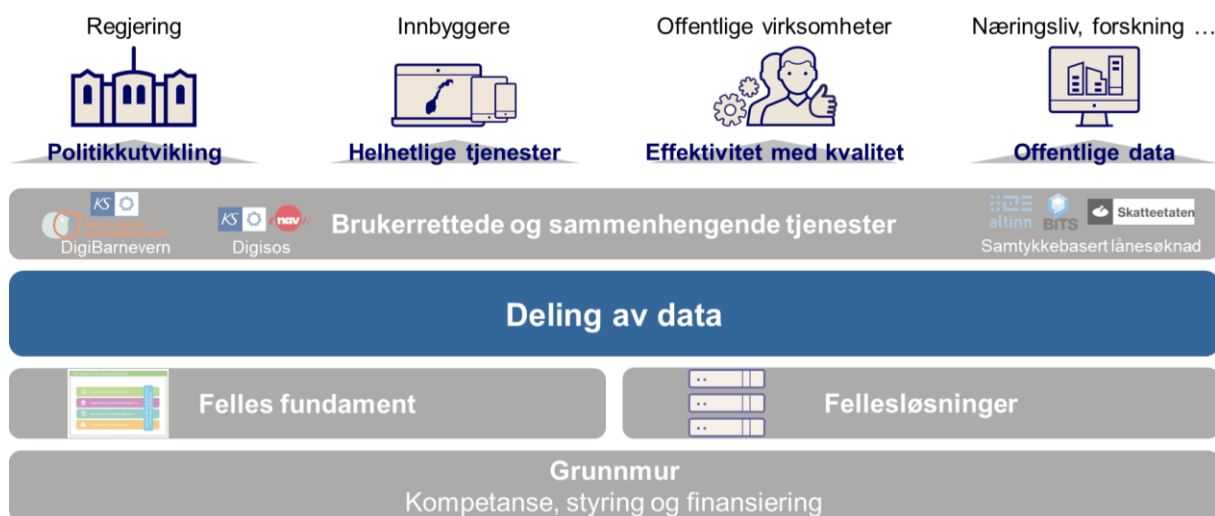 Regjering
Innbyggere
Offentlige virksomheter
Næringsliv, forskning ...
Politikkutvikling
Helhetlige tjenester
Effektivitet med kvalitet
Offentlige data
KS
DigiBarnevern
KS
nav
Digisos
Brukerrettede og sammenhengende tjenester
altinn
BITS
Skatteetaten
Samtykkebasert lånesøknad
Deling av data
Felles fundament
Fellesløsninger
Grunnmur
Kompetanse, styring og finansiering